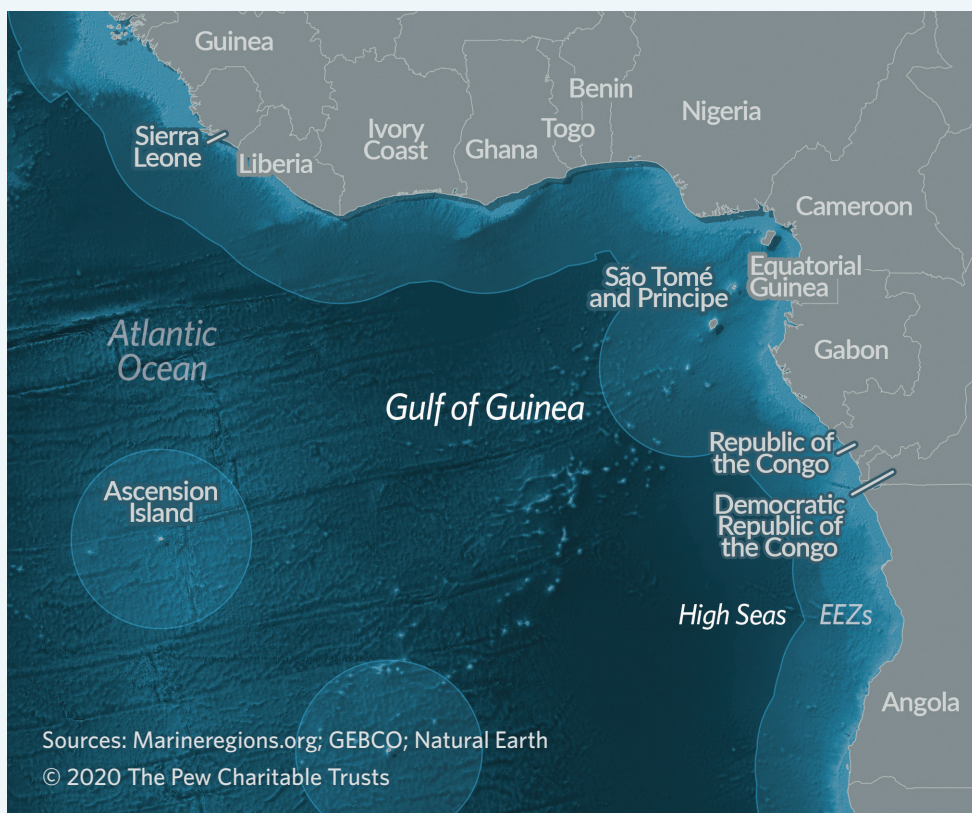 Guinea
Benin
Nigeria
Sierra
Leone
Ivory
Coast
Togo
Ghana
Liberia
Cameroon
São Tomé
and Principe
Equatorial
Guinea
Atlantic
Ocean
Gabon
Gulf of Guinea
Republic of
the Congo
Ascension
Island
Democratic
Republic of
the Congo
High Seas
EEZs
Angola
Sources: Marineregions.org; GEBCO; Natural Earth
© 2020 The Pew Charitable Trusts